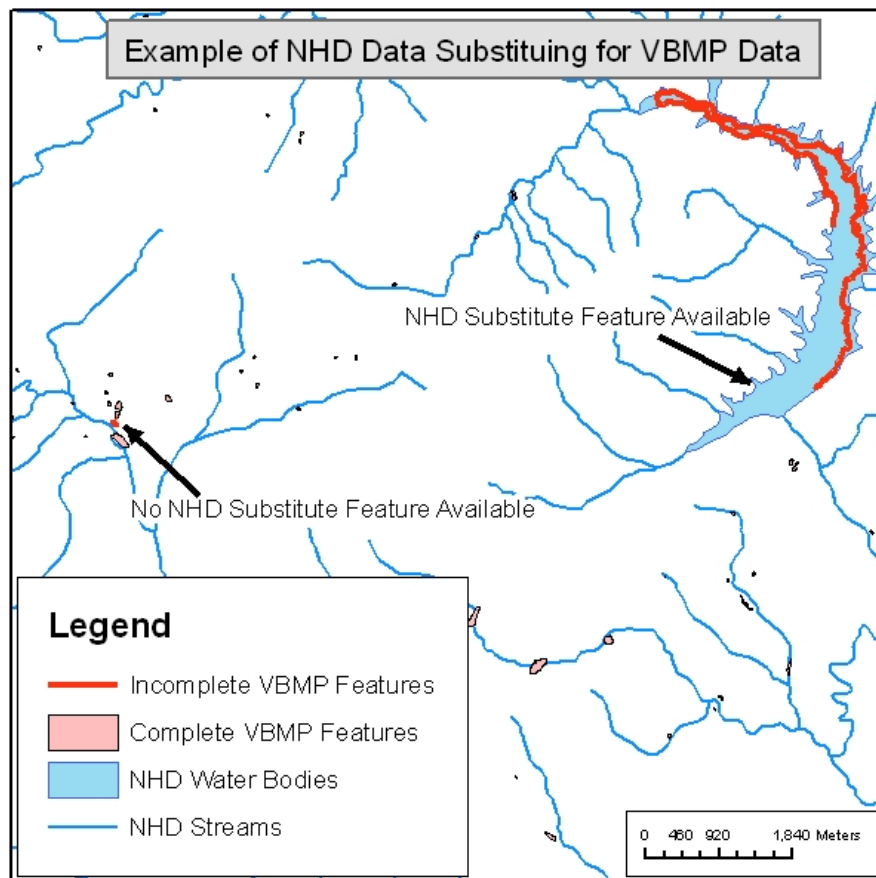 Example of NHD Data Substituing for VBMP Data
NHD Substitute Feature Available
No NHD Substitute Feature Available
Legend
Incomplete VBMP Features
Complete VBMP Features
NHD Water Bodies
NHD Streams
0 460 920 1,840 Meters